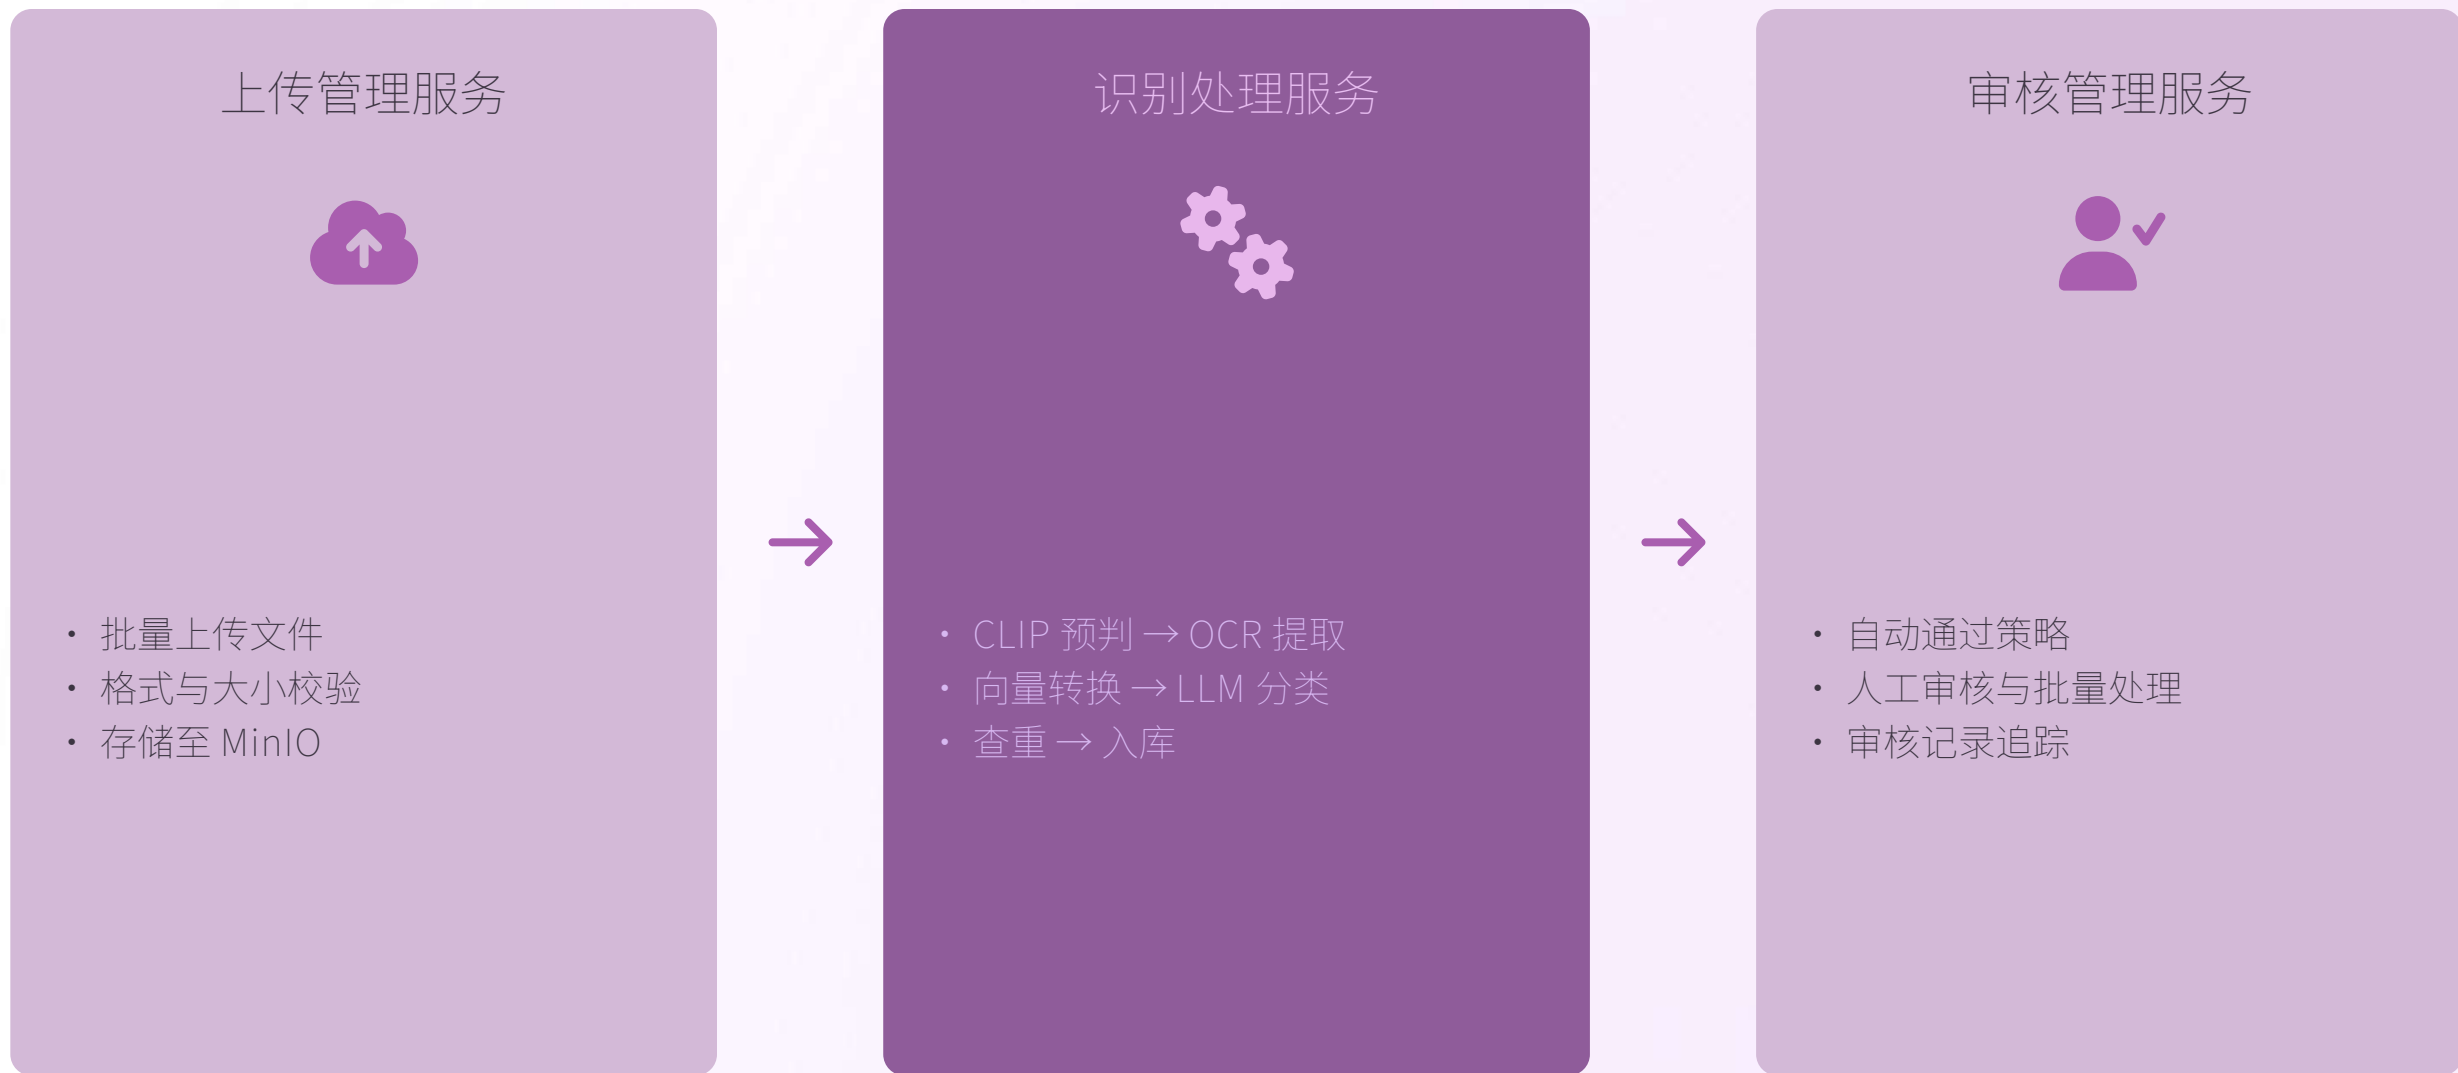 上传管理服务
• 批量上传文件
• 格式与大小校验
• 存储至 MinIO
识别处理服务
• CLIP 预判 → OCR 提取
• 向量转换 → LLM 分类
• 查重 → 入库
审核管理服务
• 自动通过策略
• 人工审核与批量处理
• 审核记录追踪